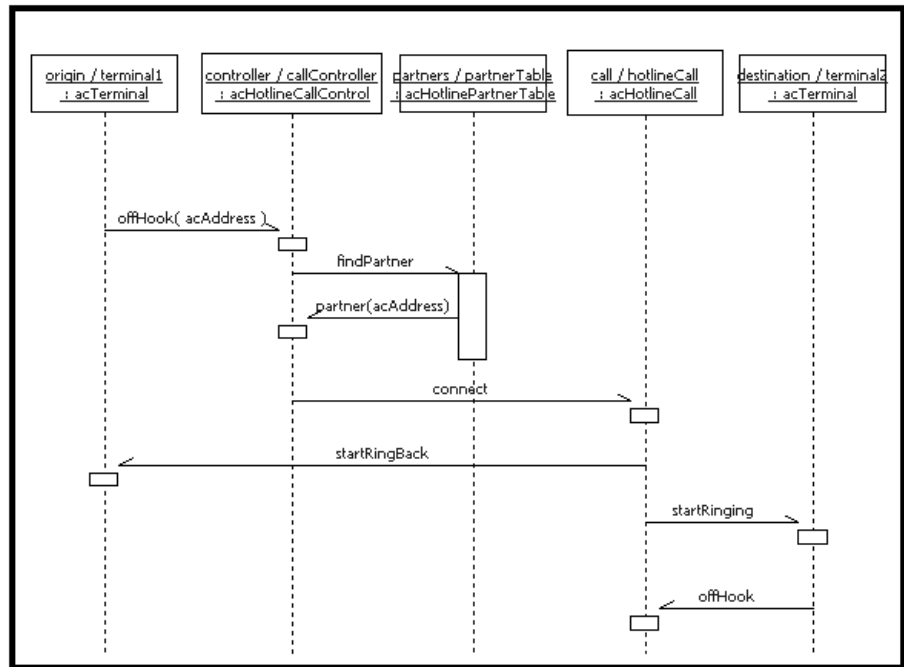 origin / terminal1
: acTerminal
controller / callController
: acHotlineCallControl
partners / partnerTable
: acHotlinePartnerTable
call / hotlineCall
: acHotlineCall
destination / terminal2
: acTerminal
offHook( acAddress )
findPartner
partner(acAddress)
connect
startRingBack
startRinging
offHook